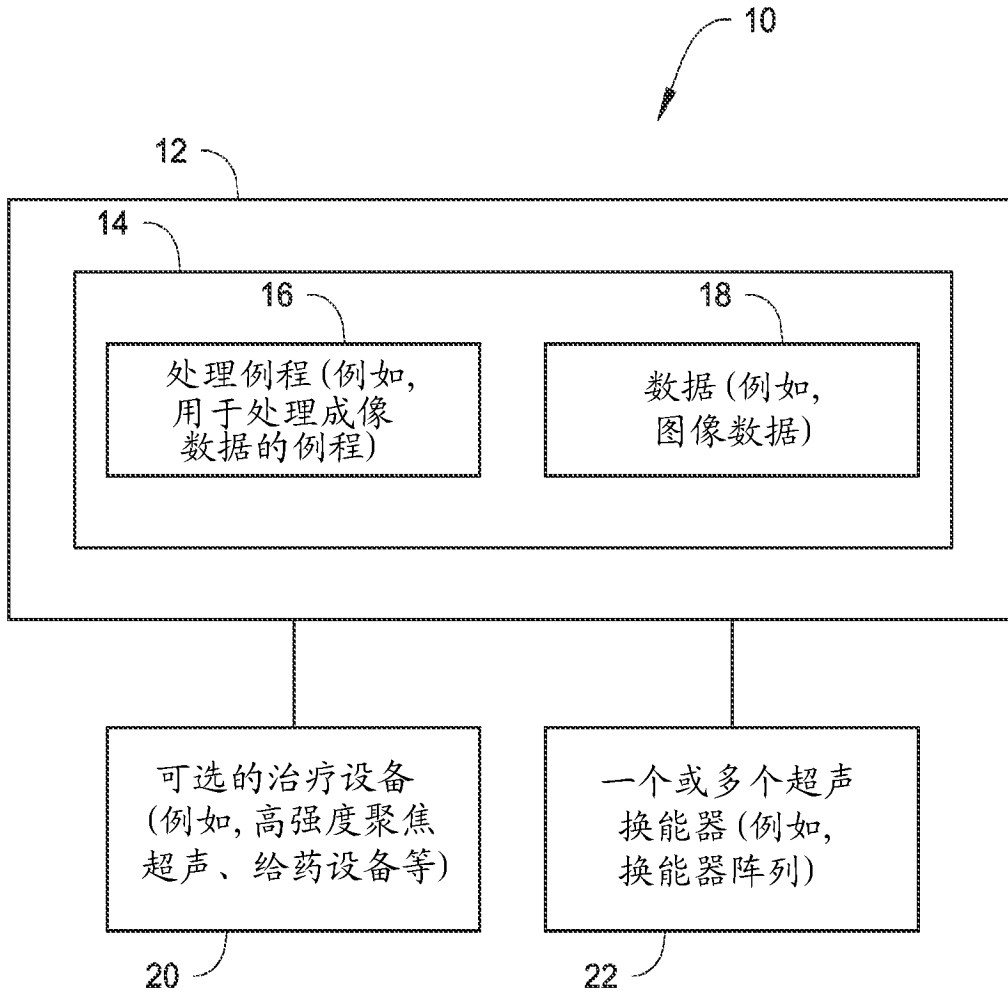 10
12
14
16
18
处理例程(例如,
用于处理成像
数据的例程)
数据(例如,
图像数据)
可选的治疗设备
(例如,高强度聚焦
超声、给药设备等)
一个或多个超声
换能器(例如,
换能器阵列)
20
22